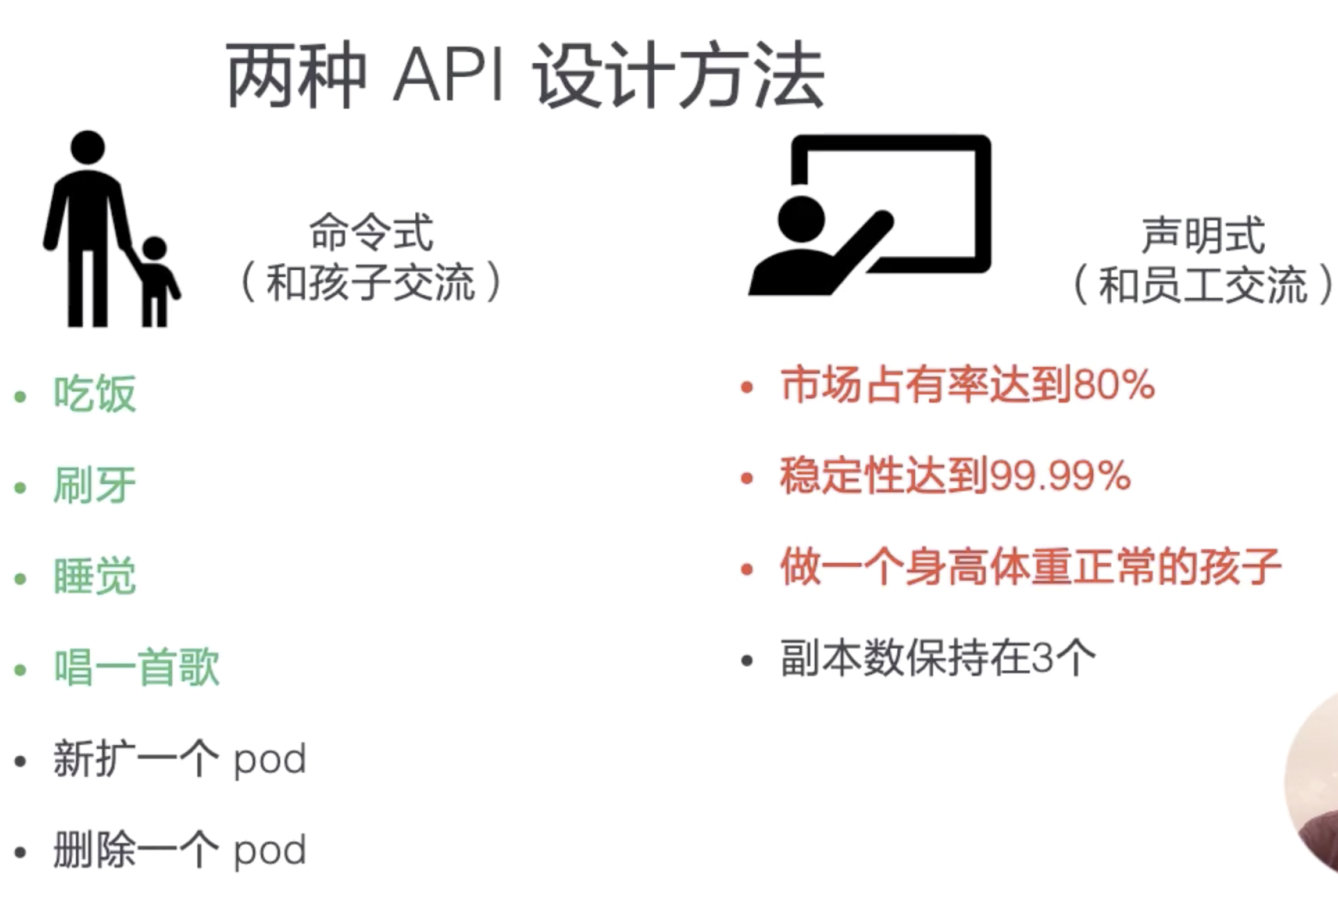 两种 API 设计方法
命令式
（和孩子交流）
• 吃饭
• 刷牙
• 睡觉
• 唱一首歌
• 新扩一个 pod
• 删除一个 pod
声明式
（和员工交流）
• 市场占有率达到80%
• 稳定性达到99.99%
• 做一个身高体重正常的孩子
• 副本数保持在3个